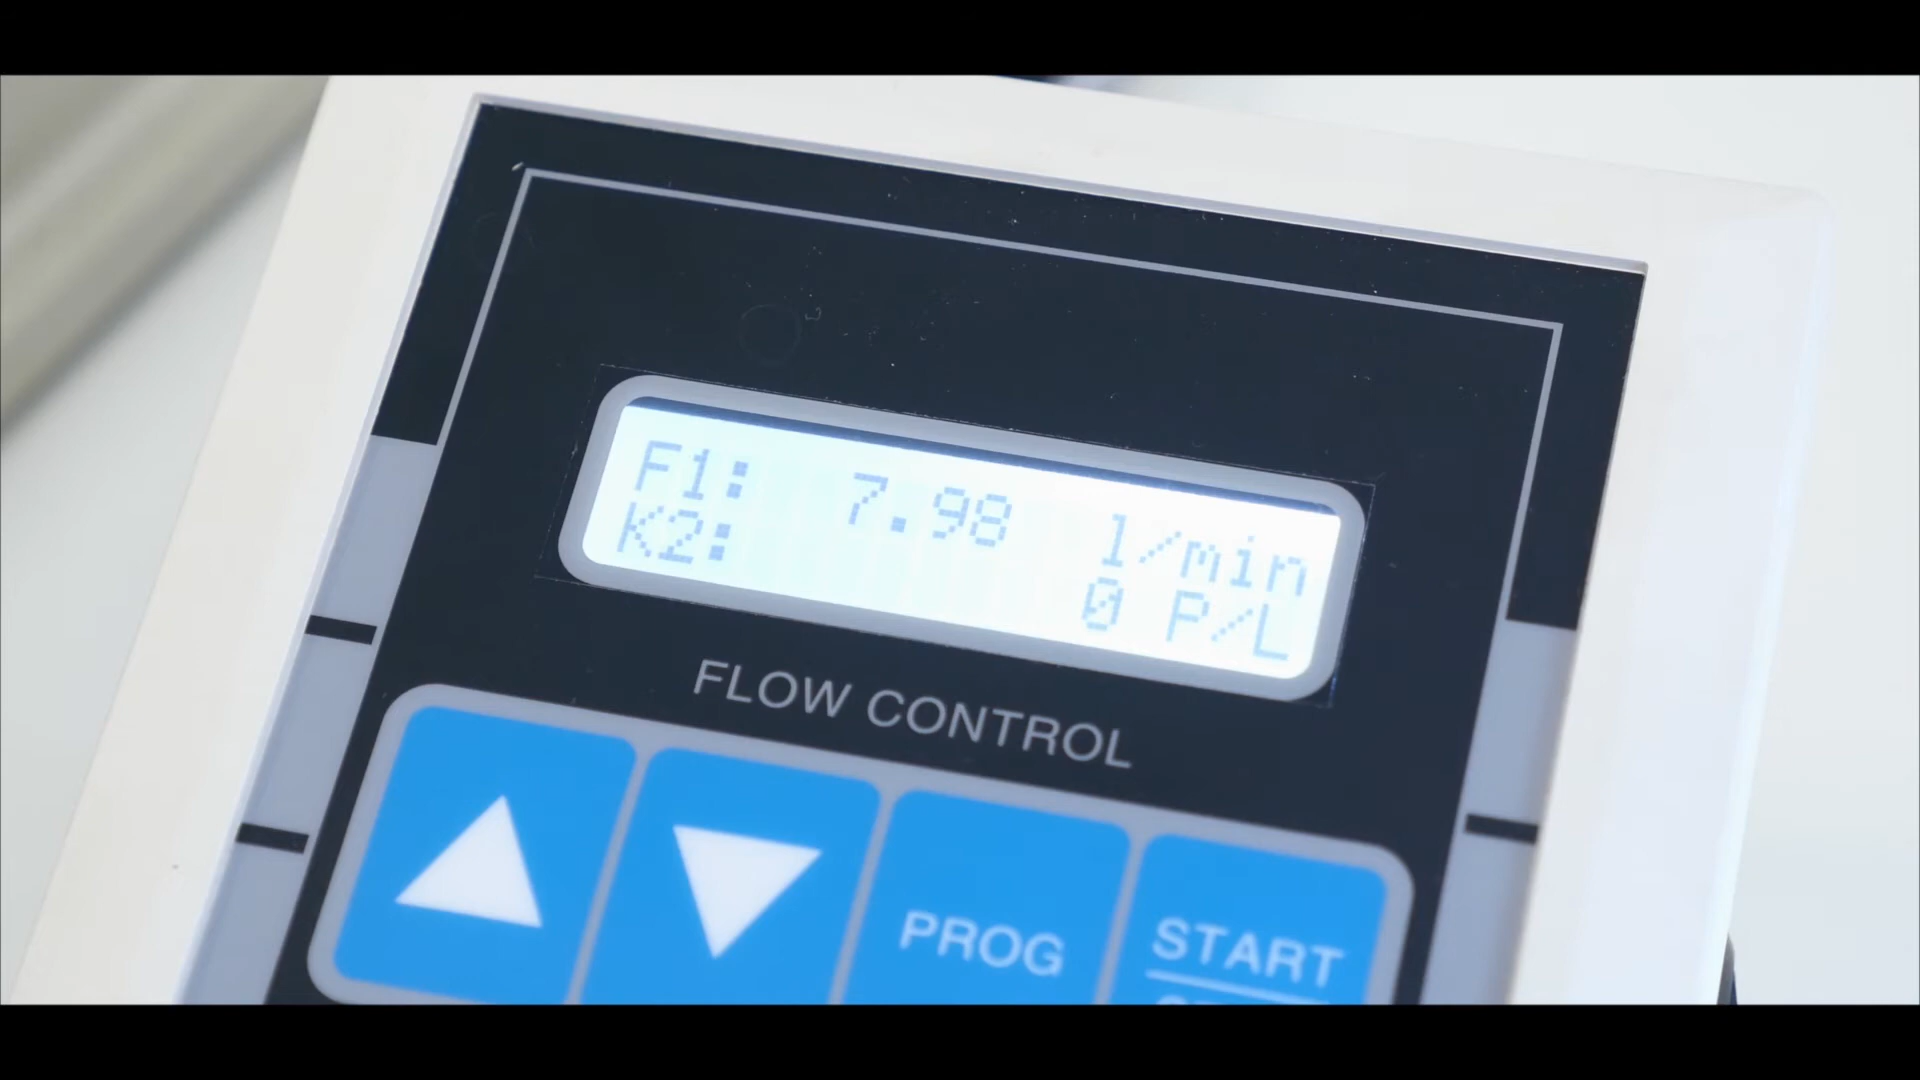 F1: 7.98 l/min
K2: 0 P/L
FLOW CONTROL
PROG
START